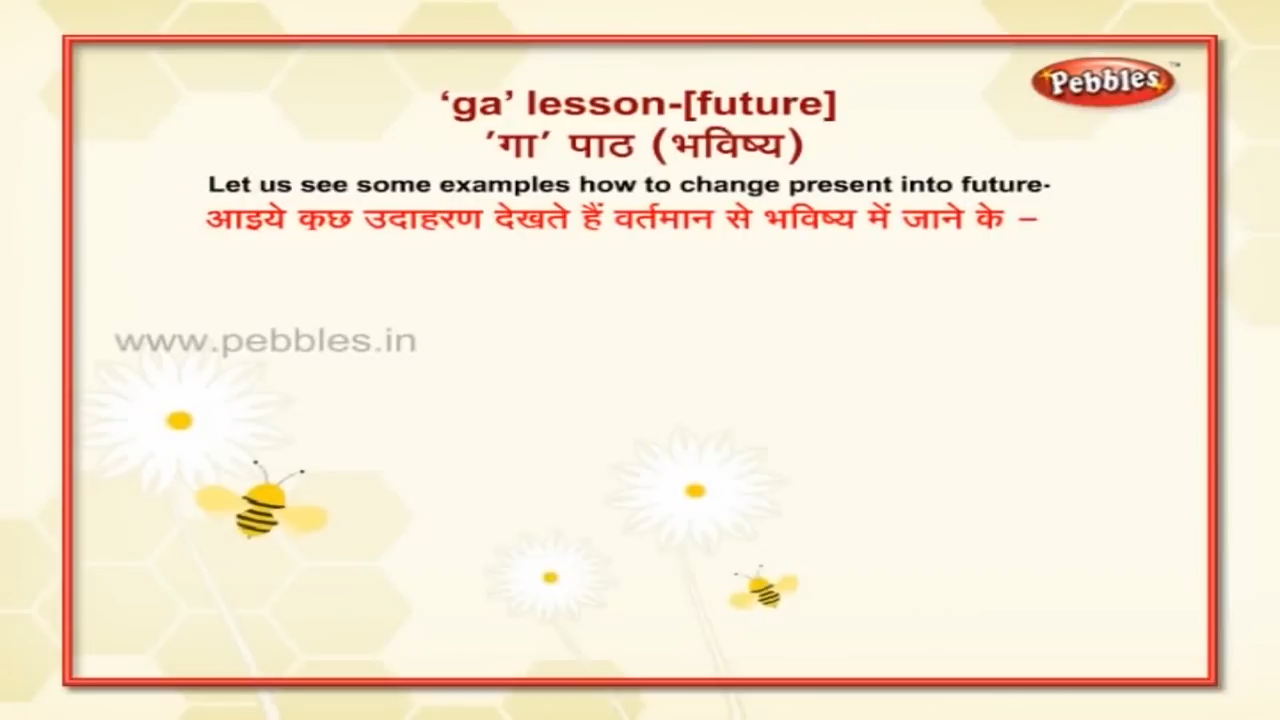 Pebbles™
‘ga’ lesson-[future]
’गा’ पाठ (भविष्य)
Let us see some examples how to change present into future-
आइये कुछ उदाहरण देखते हैं वर्तमान से भविष्य में जाने के –
www.pebbles.in